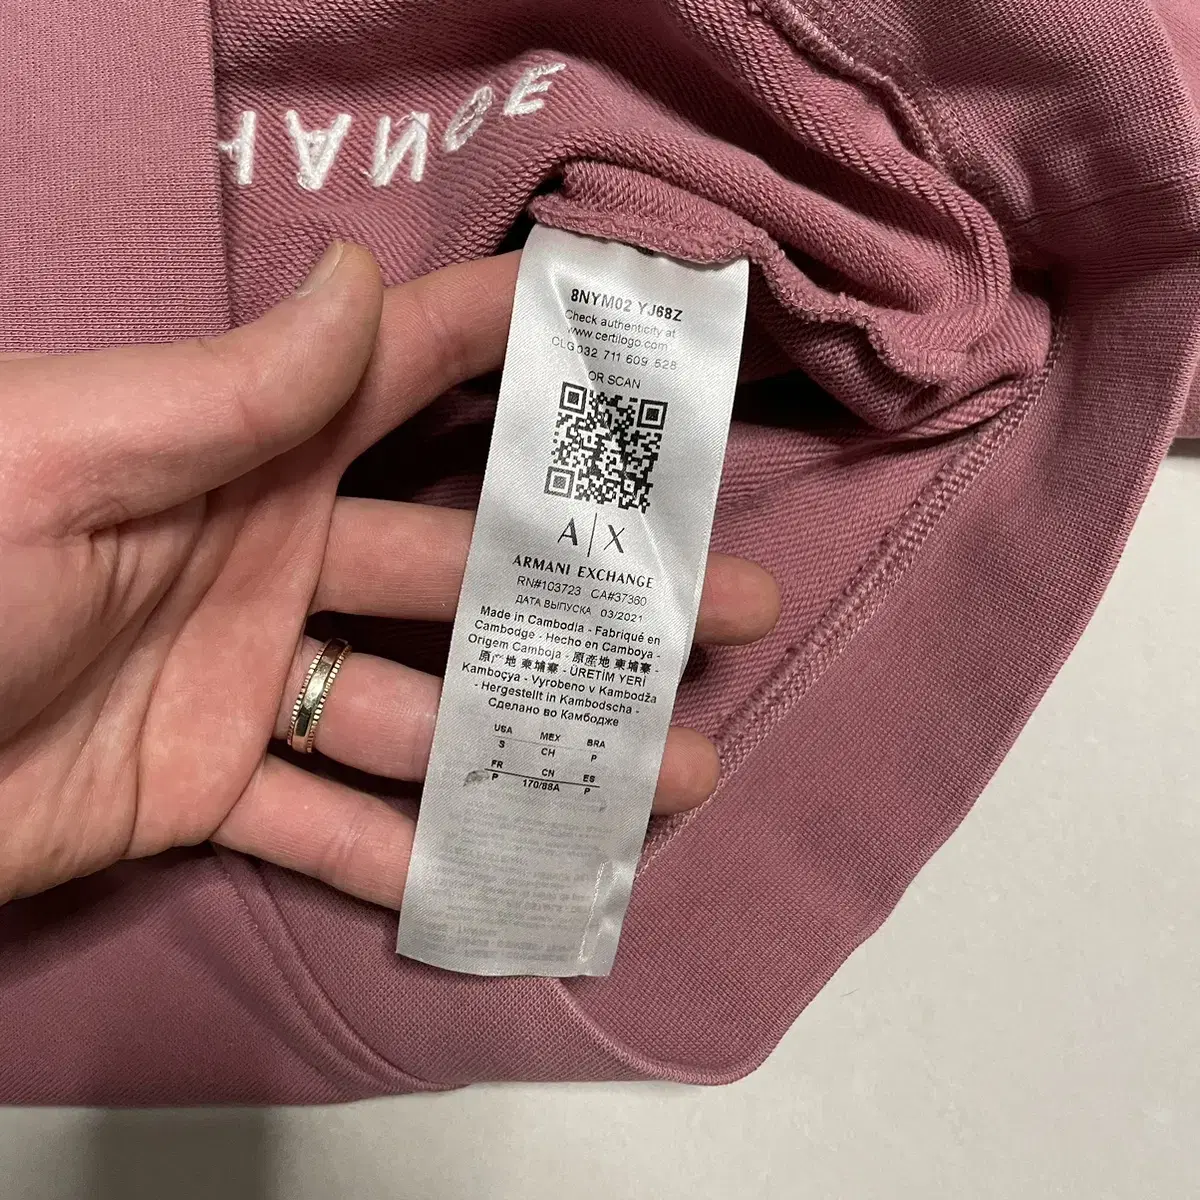 8NYM02 YJ68Z
Check authenticity at
www.certilogo.com
CLG 032 711 609 528
OR SCAN
A|X
ARMANI EXCHANGE
RN#103723 CA#37360
ДАТА ВЫПУСКА 03/2021
Made in Cambodia - Fabriqué en
Cambodge - Hecho en Camboya -
Origem Camboja - 原産地 柬埔寨 -
原产地 柬埔寨 - ÜRETİM YERİ
Kamboçya - Vyrobeno v Kambodža
- Hergestellt in Kambodscha -
Сделано во Камбодже
USA MEX BRA
S CH P
FR CN ES
P 170/88A P